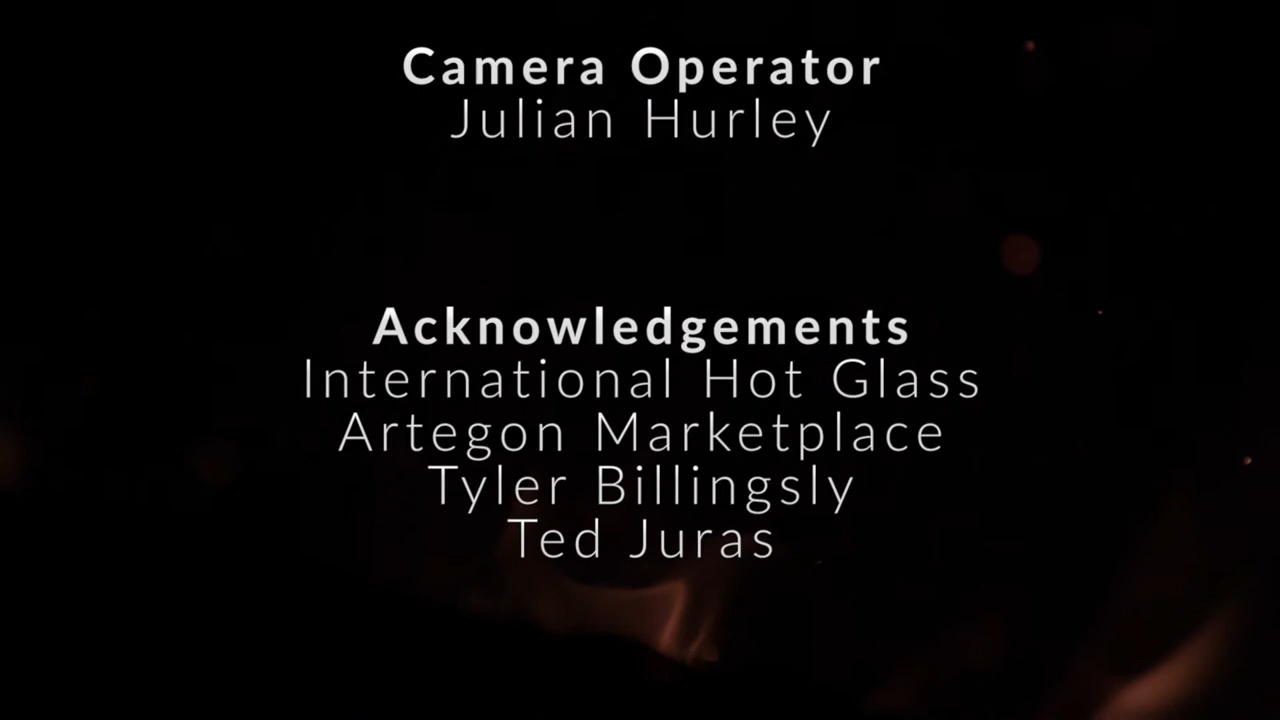 Camera Operator
Julian Hurley
Acknowledgements
International Hot Glass
Artegon Marketplace
Tyler Billingsly
Ted Juras